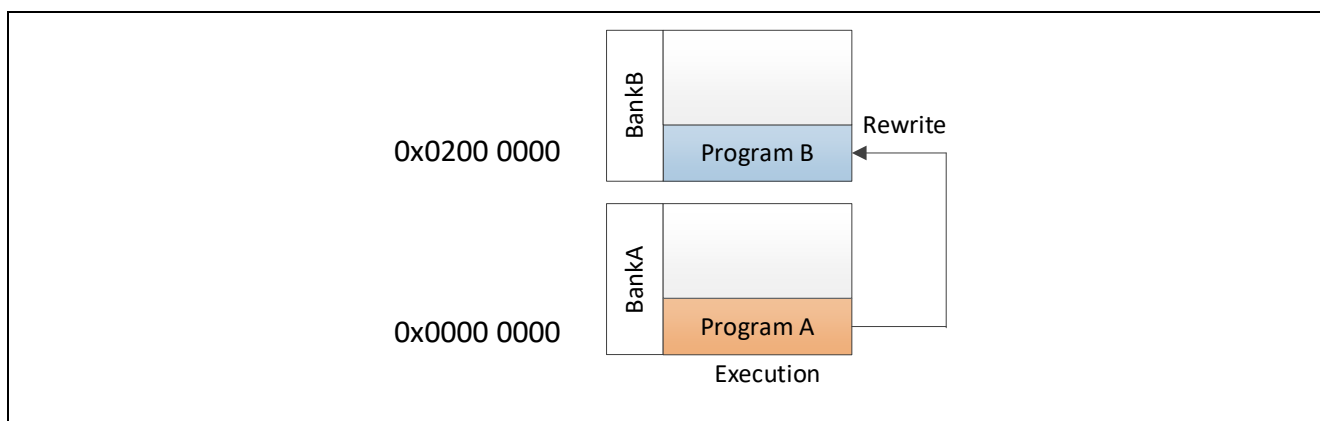 BankB
Rewrite
0x0200 0000
Program B
BankA
0x0000 0000
Program A
Execution